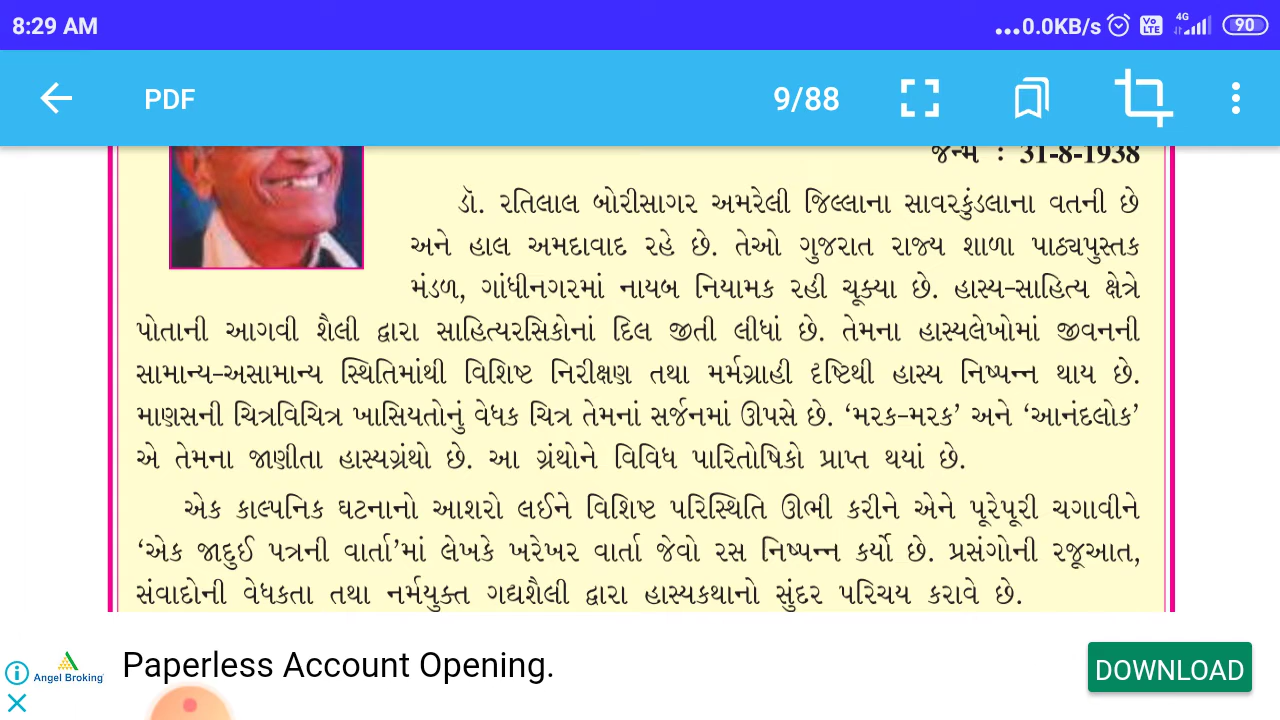 8:29 AM
...0.0KB/s VoLTE 4G 90
PDF
9/88
જન્મ : 31-8-1938
ડૉ. રતિલાલ બોરીસાગર અમરેલી જિલ્લાના સાવરકુંડલાના વતની છે
અને હાલ અમદાવાદ રહે છે. તેઓ ગુજરાત રાજ્ય શાળા પાઠ્યપુસ્તક
મંડળ, ગાંધીનગરમાં નાયબ નિયામક રહી ચૂક્યા છે. હાસ્ય-સાહિત્ય ક્ષેત્રે
પોતાની આગવી શૈલી દ્વારા સાહિત્યરસિકોનાં દિલ જીતી લીધાં છે. તેમના હાસ્યલેખોમાં જીવનની
સામાન્ય-અસામાન્ય સ્થિતિમાંથી વિશિષ્ટ નિરીક્ષણ તથા મર્મગ્રાહી દૃષ્ટિથી હાસ્ય નિષ્પન્ન થાય છે.
માણસની ચિત્રવિચિત્ર ખાસિયતોનું વેધક ચિત્ર તેમનાં સર્જનમાં ઊપસે છે. ‘મરક-મરક’ અને ‘આનંદલોક’
એ તેમના જાણીતા હાસ્યગ્રંથો છે. આ ગ્રંથોને વિવિધ પારિતોષિકો પ્રાપ્ત થયાં છે.
એક કાલ્પનિક ઘટનાનો આશરો લઈને વિશિષ્ટ પરિસ્થિતિ ઊભી કરીને એને પૂરેપૂરી ચગાવીને
‘એક જાદુઈ પત્રની વાર્તા’માં લેખકે ખરેખર વાર્તા જેવો રસ નિષ્પન્ન કર્યો છે. પ્રસંગોની રજૂઆત,
સંવાદોની વેધકતા તથા નર્મયુક્ત ગદ્યશૈલી દ્વારા હાસ્યકથાનો સુંદર પરિચય કરાવે છે.
Angel Broking
Paperless Account Opening.
DOWNLOAD